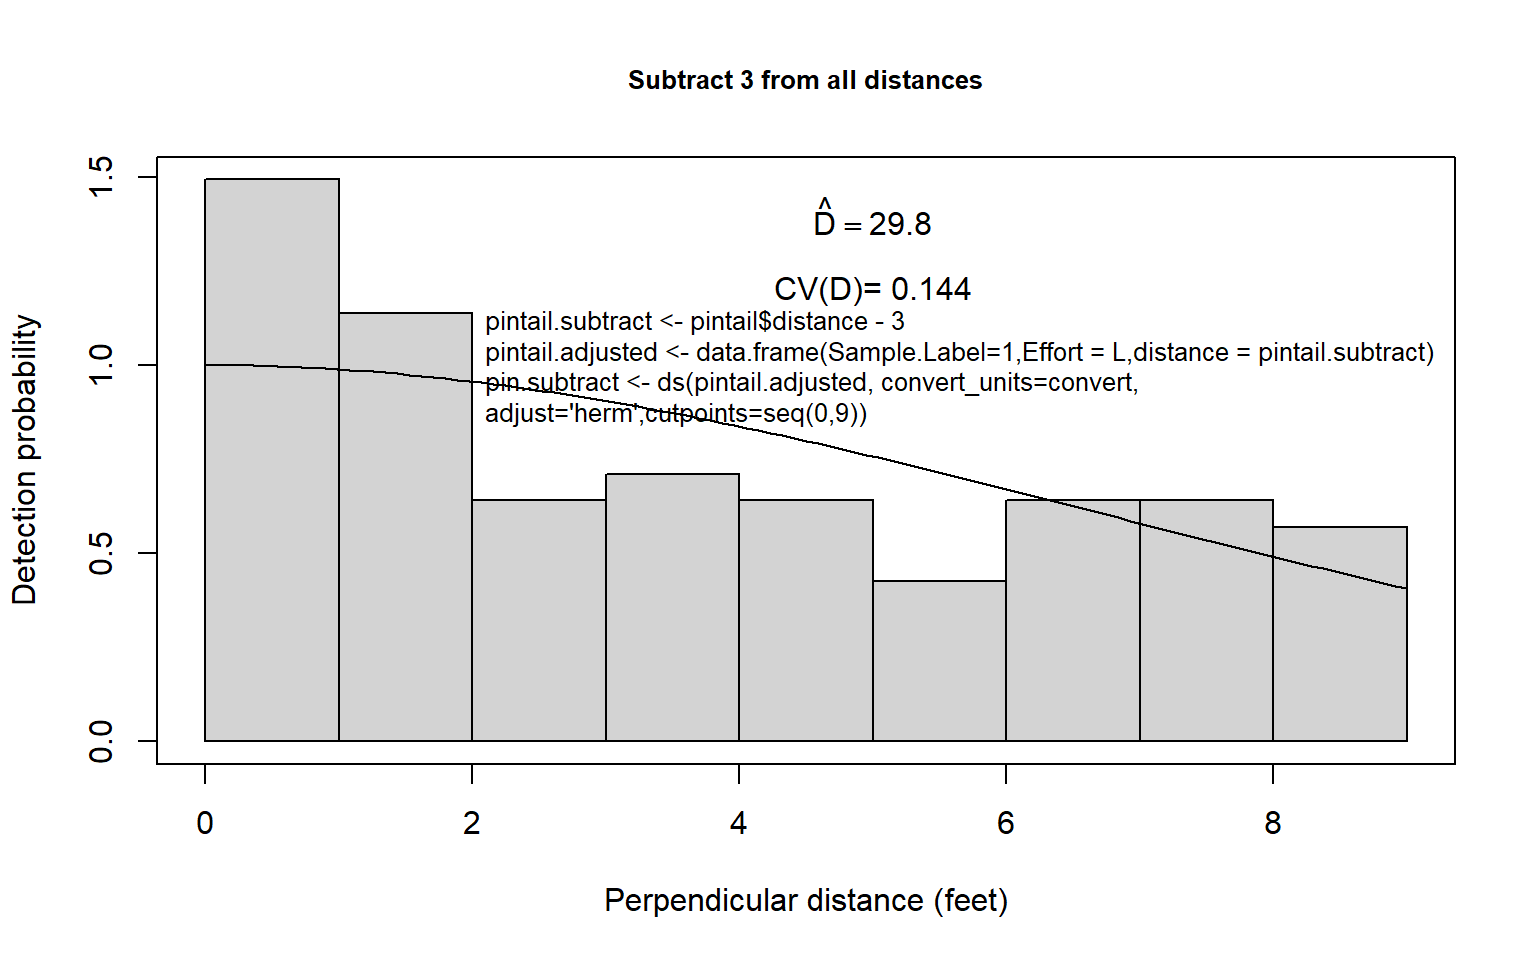 Subtract 3 from all distances
D̂ = 29.8
CV(D)= 0.144
pintail.subtract <- pintail$distance - 3
pintail.adjusted <- data.frame(Sample.Label=1,Effort = L,distance = pintail.subtract)
pin.subtract <- ds(pintail.adjusted, convert_units=convert,
adjust='herm',cutpoints=seq(0,9))
Detection probability
1.5
1.0
0.5
0.0
0 2 4 6 8
Perpendicular distance (feet)